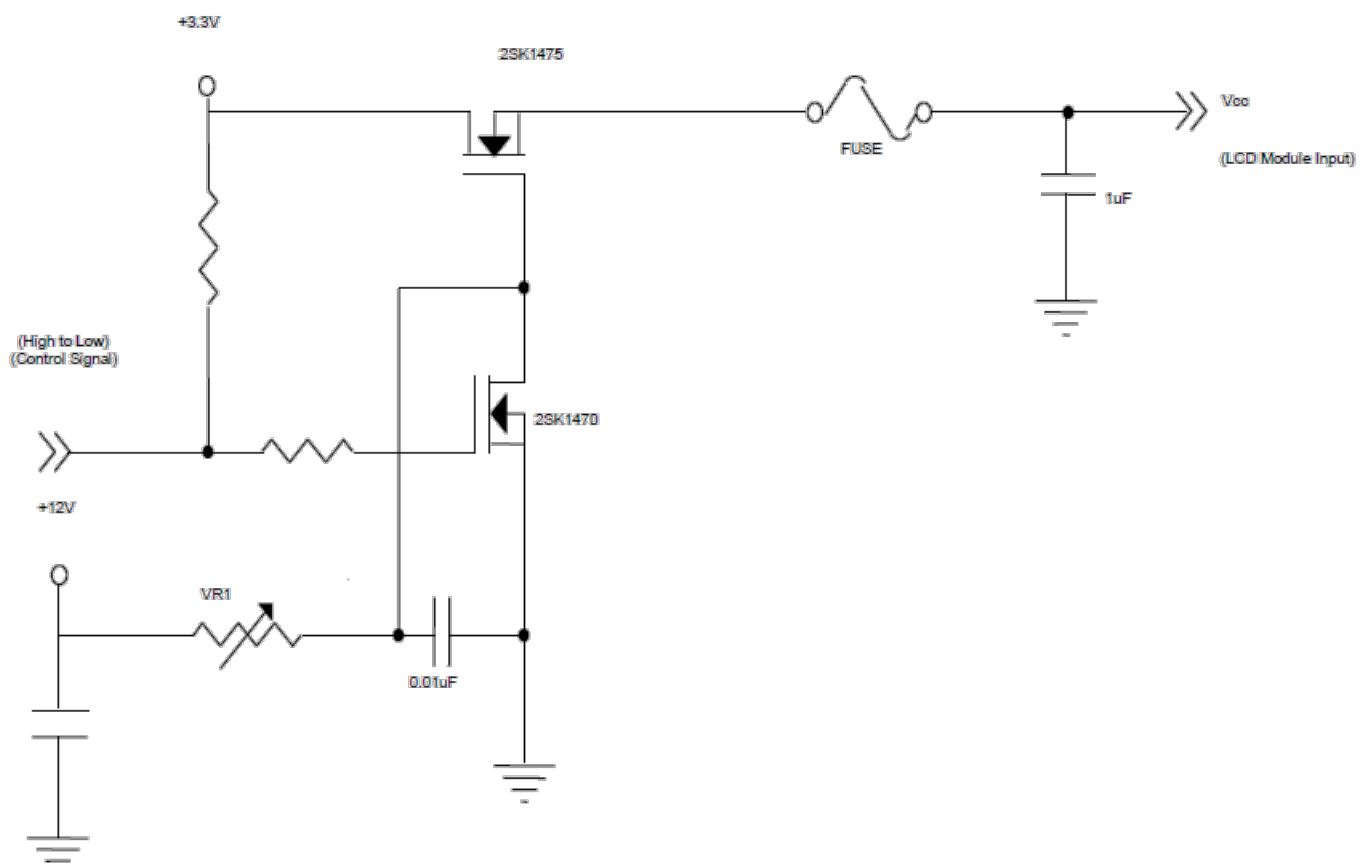 +3.3V
2SK1475
FUSE
Vcc
(LCD Module Input)
1uF
(High to Low)
(Control Signal)
2SK1470
+12V
VR1
0.01uF